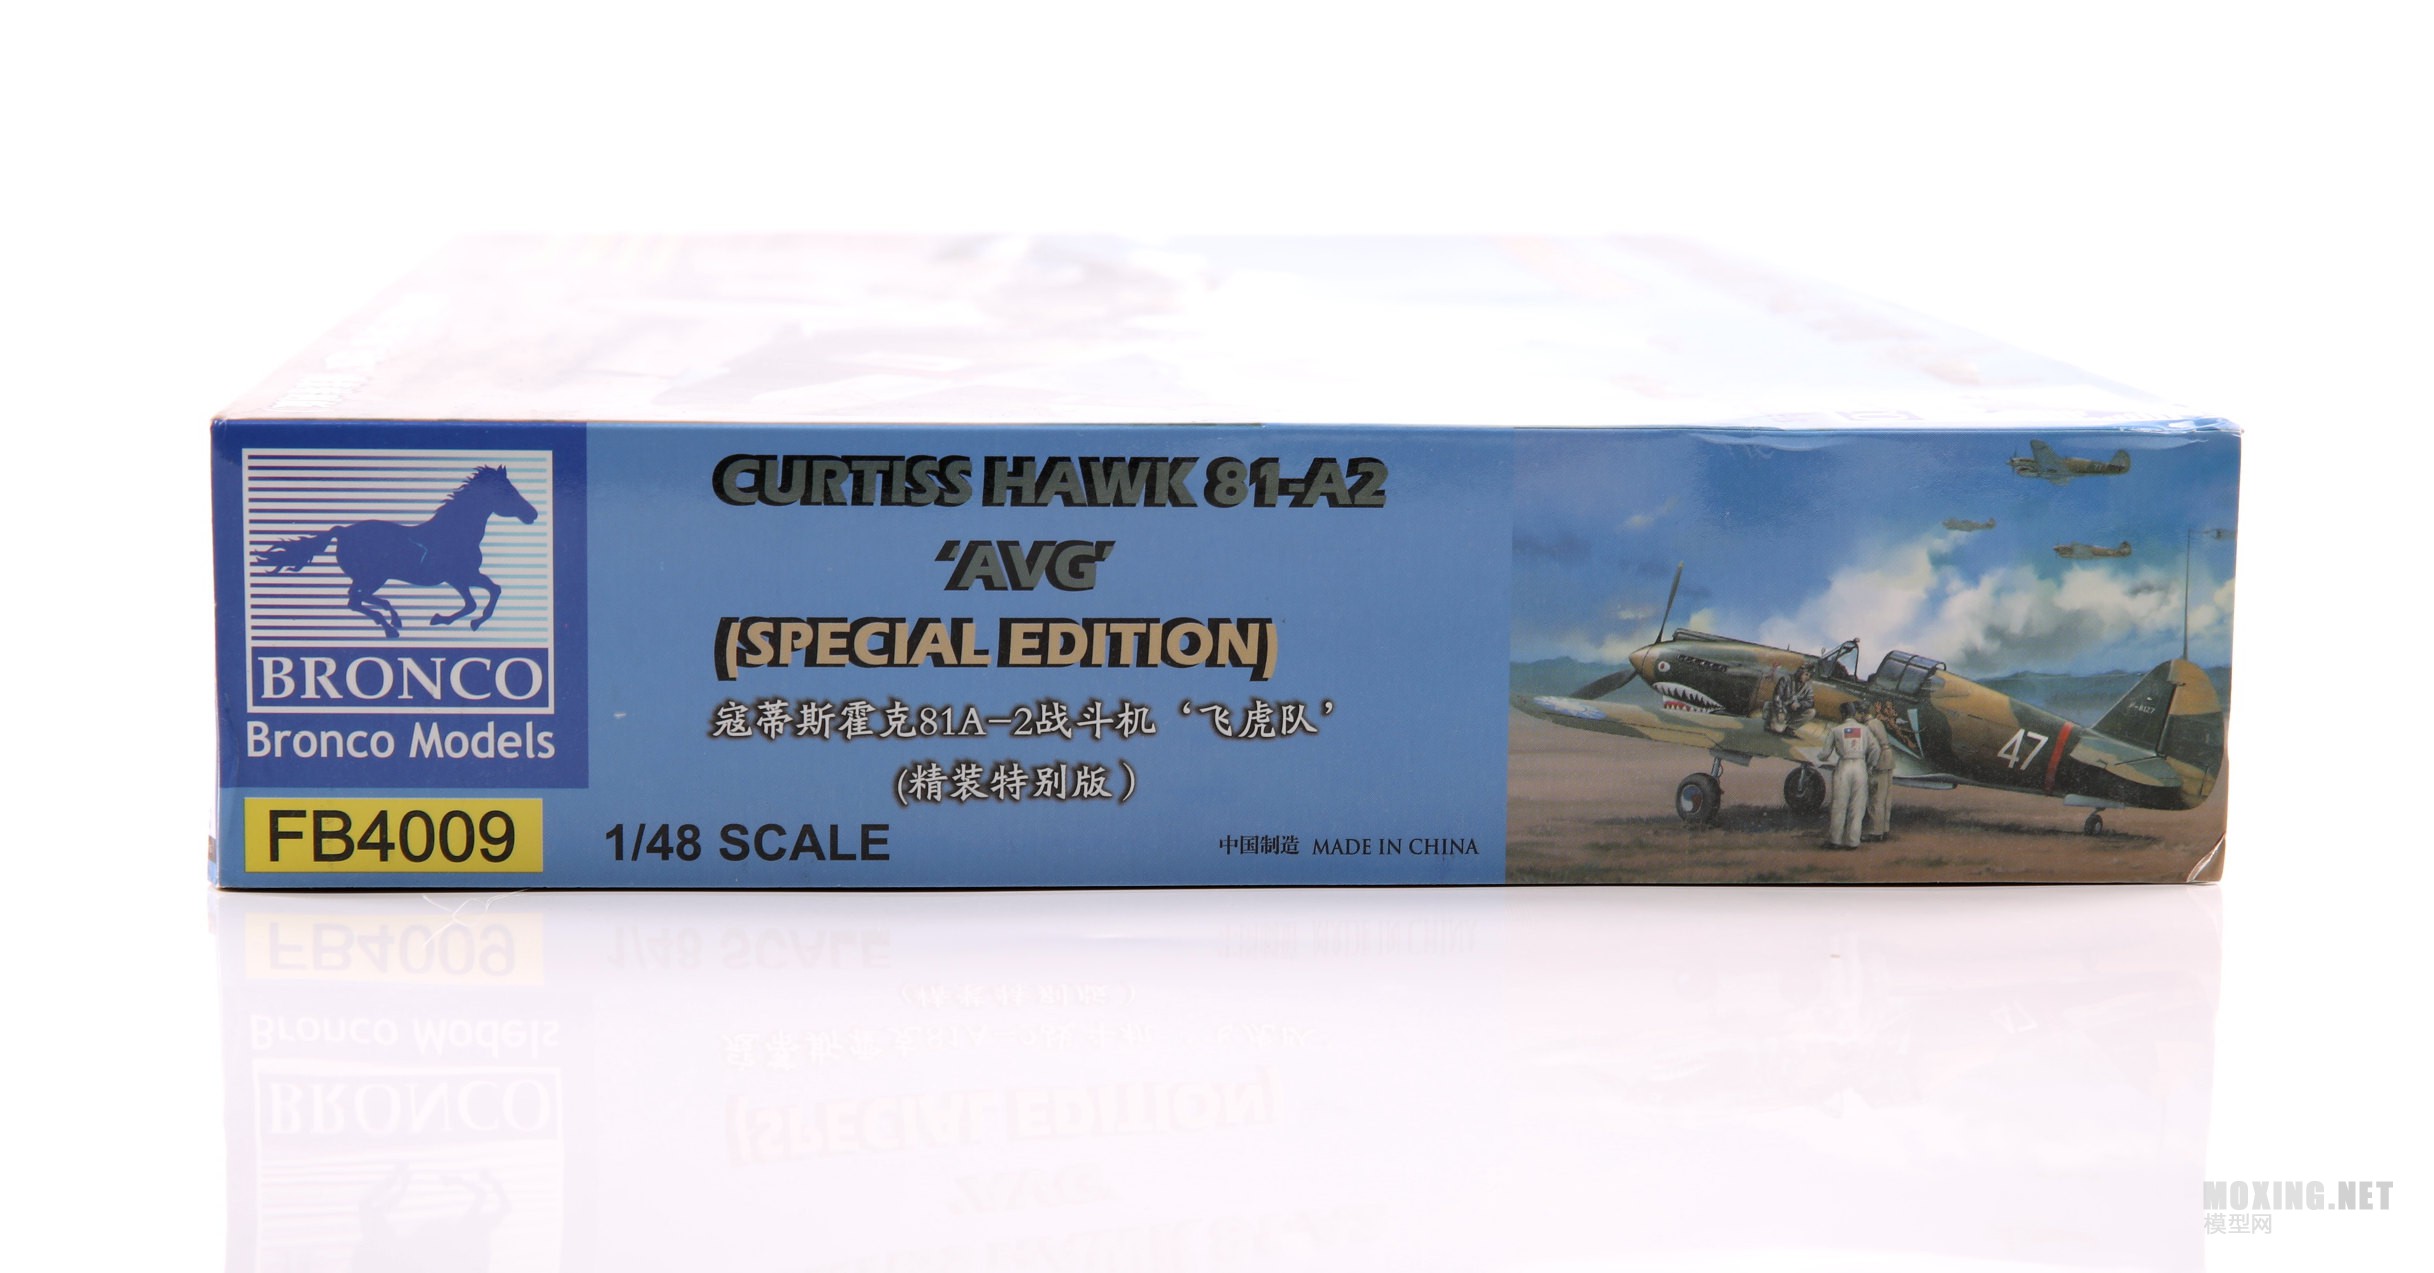 BRONCO
Bronco Models
FB4009
CURTISS HAWK 81-A2
'AVG'
(SPECIAL EDITION)
寇蒂斯霍克81A-2战斗机‘飞虎队’
(精装特别版)
1/48 SCALE
中国制造 MADE IN CHINA
47
MOXING.NET
模型网